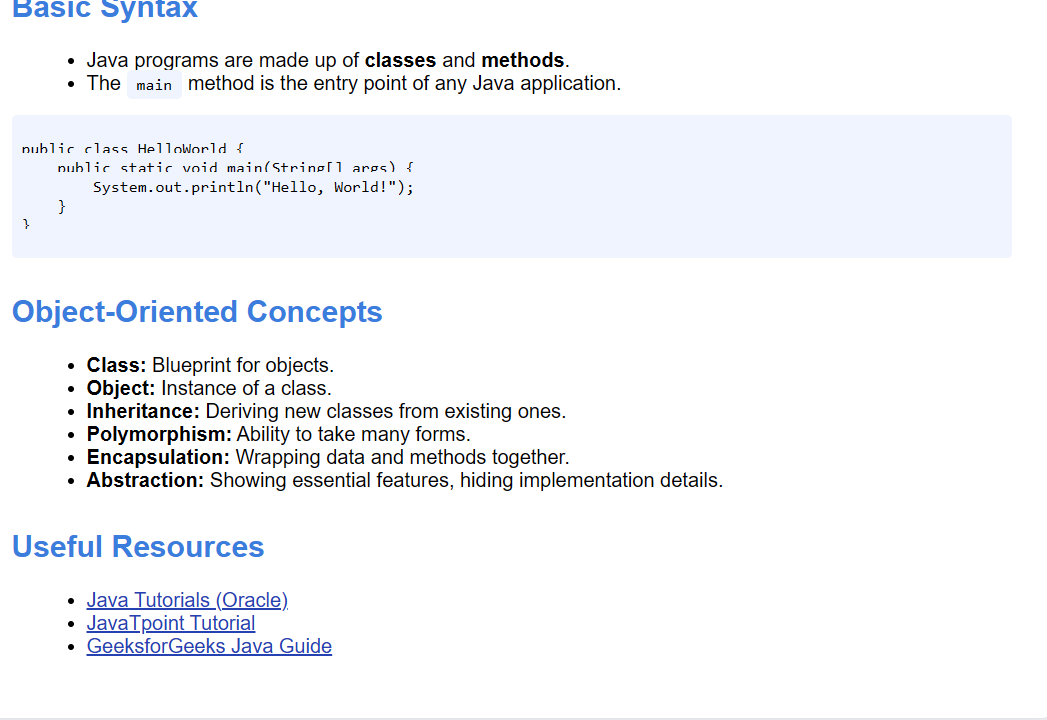 Basic Syntax
Java programs are made up of classes and methods.
The main method is the entry point of any Java application.
public class HelloWorld {
    public static void main(String[] args) {
        System.out.println("Hello, World!");
    }
}
Object-Oriented Concepts
Class: Blueprint for objects.
Object: Instance of a class.
Inheritance: Deriving new classes from existing ones.
Polymorphism: Ability to take many forms.
Encapsulation: Wrapping data and methods together.
Abstraction: Showing essential features, hiding implementation details.
Useful Resources
Java Tutorials (Oracle)
JavaTpoint Tutorial
GeeksforGeeks Java Guide